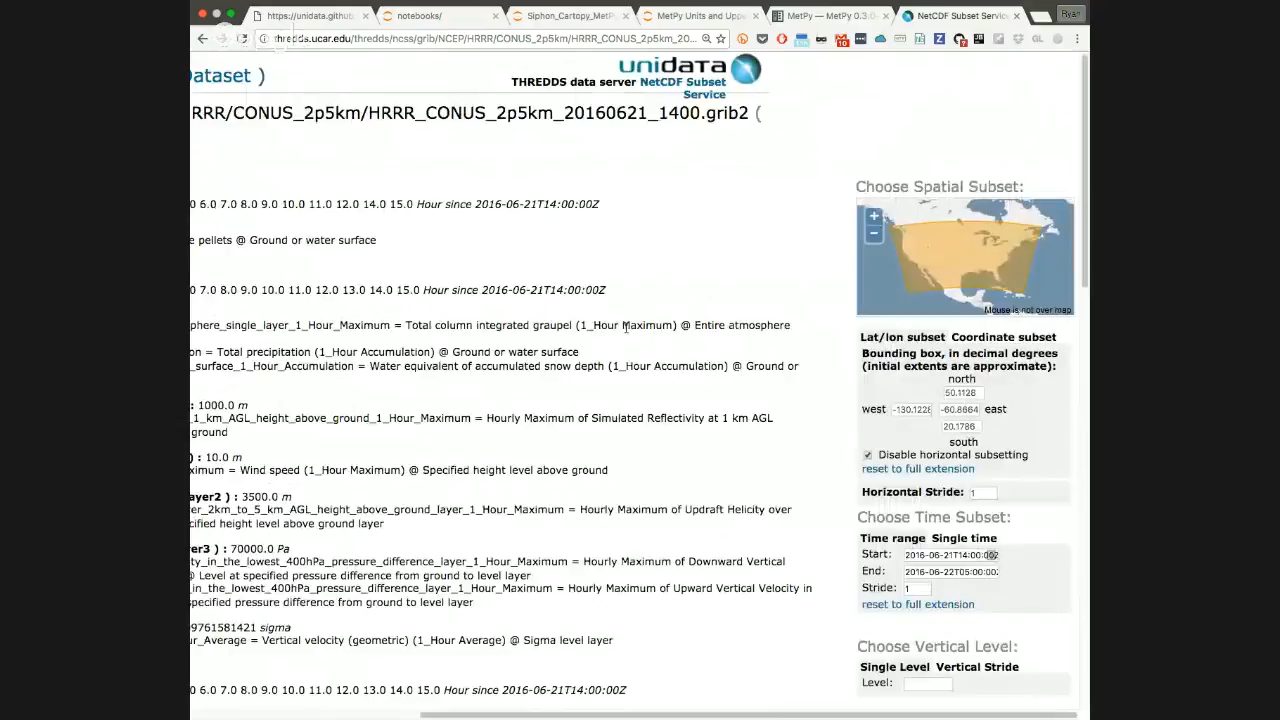 https://unidata.github.
notebooks/
Siphon_Cartopy_MetP
MetPy Units and Uppe
MetPy — MetPy 0.3.0
NetCDF Subset Servic
Ryan
thredds.ucar.edu/thredds/ncss/grib/NCEP/HRRR/CONUS_2p5km/HRRR_CONUS_2p5km_20...
ataset )
unidata
THREDDS data server NetCDF Subset
Service
RRR/CONUS_2p5km/HRRR_CONUS_2p5km_20160621_1400.grib2 (
0 6.0 7.0 8.0 9.0 10.0 11.0 12.0 14.0 15.0 Hour since 2016-06-21T14:00:00Z
e pellets @ Ground or water surface
0 7.0 8.0 9.0 10.0 11.0 12.0 13.0 14.0 15.0 Hour since 2016-06-21T14:00:00Z
phere_single_layer_1_Hour_Maximum = Total column integrated graupel (1_Hour Maximum) @ Entire atmosphere
on = Total precipitation (1_Hour Accumulation) @ Ground or water surface
_surface_1_Hour_Accumulation = Water equivalent of accumulated snow depth (1_Hour Accumulation) @ Ground or
: 1000.0 m
_1_km_AGL_height_above_ground_1_Hour_Maximum = Hourly Maximum of Simulated Reflectivity at 1 km AGL
ground
) : 10.0 m
ximum = Wind speed (1_Hour Maximum) @ Specified height level above ground
ayer2 ) : 3500.0 m
er_2km_to_5_km_AGL_height_above_ground_layer_1_Hour_Maximum = Hourly Maximum of Updraft Helicity over
cified height level above ground layer
er3 ) : 70000.0 Pa
ty_in_the_lowest_400hPa_pressure_difference_layer_1_Hour_Maximum = Hourly Maximum of Downward Vertical
@ Level at specified pressure difference from ground to level layer
_in_the_lowest_400hPa_pressure_difference_layer_1_Hour_Maximum = Hourly Maximum of Upward Vertical Velocity in
specified pressure difference from ground to level layer
9761581421 sigma
ur_Average = Vertical velocity (geometric) (1_Hour Average) @ Sigma level layer
0 6.0 7.0 8.0 9.0 10.0 11.0 12.0 13.0 14.0 15.0 Hour since 2016-06-21T14:00:00Z
Choose Spatial Subset:
+
−
Mouse is not over map
Lat/lon subset Coordinate subset
Bounding box, in decimal degrees
(initial extents are approximate):
north
50.1128
west -130.1228 -60.8664 east
20.1786
south
Disable horizontal subsetting
reset to full extension
Horizontal Stride: 1
Choose Time Subset:
Time range Single time
Start: 2016-06-21T14:00:00Z
End: 2016-06-22T05:00:00Z
Stride: 1
reset to full extension
Choose Vertical Level:
Single Level Vertical Stride
Level: